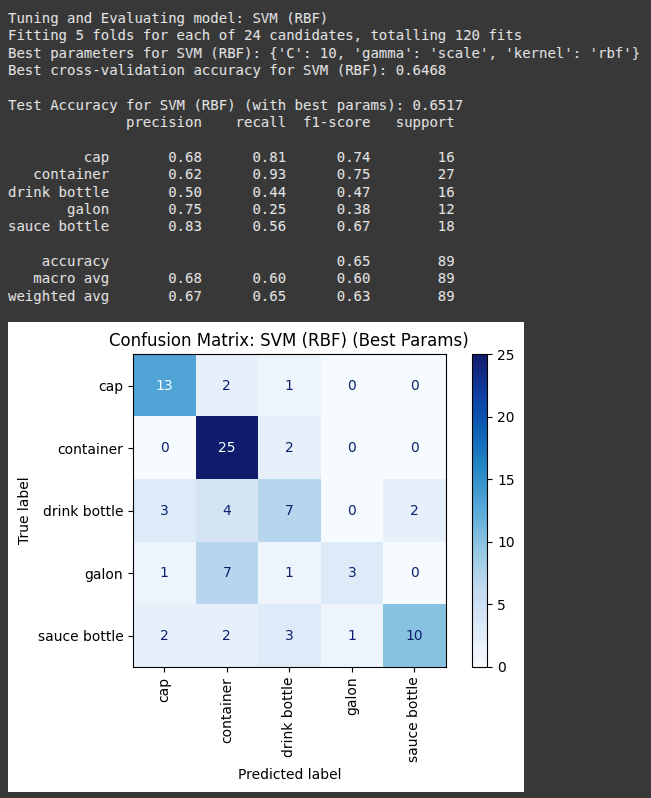 Tuning and Evaluating model: SVM (RBF)
Fitting 5 folds for each of 24 candidates, totalling 120 fits
Best parameters for SVM (RBF): {'C': 10, 'gamma': 'scale', 'kernel': 'rbf'}
Best cross-validation accuracy for SVM (RBF): 0.6468
Test Accuracy for SVM (RBF) (with best params): 0.6517
precision recall f1-score support
cap 0.68 0.81 0.74 16
container 0.62 0.93 0.75 27
drink bottle 0.50 0.44 0.47 16
galon 0.75 0.25 0.38 12
sauce bottle 0.83 0.56 0.67 18
accuracy 0.65 89
macro avg 0.68 0.60 0.60 89
weighted avg 0.67 0.65 0.63 89
Confusion Matrix: SVM (RBF) (Best Params)
True label
cap 13 2 1 0 0
container 0 25 2 0 0
drink bottle 3 4 7 0 2
galon 1 7 1 3 0
sauce bottle 2 2 3 1 10
cap container drink bottle galon sauce bottle
Predicted label
25
20
15
10
5
0